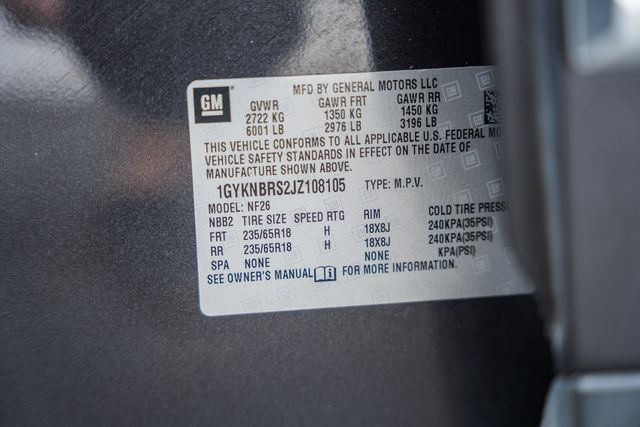 GM
MFD BY GENERAL MOTORS LLC
GVWR GAWR FRT GAWR RR
2722 KG 1350 KG 1450 KG
6001 LB 2976 LB 3196 LB
THIS VEHICLE CONFORMS TO ALL APPLICABLE U.S. FEDERAL MO
VEHICLE SAFETY STANDARDS IN EFFECT ON THE DATE OF
MANUFACTURE SHOWN ABOVE.
1GYKNBRS2JZ108105 TYPE: M.P.V.
MODEL: NF26
NBB2 TIRE SIZE SPEED RTG RIM COLD TIRE PRESS
FRT 235/65R18 H 18X8J 240KPA(35PSI)
RR 235/65R18 H 18X8J 240KPA(35PSI)
SPA NONE NONE KPA(PSI)
SEE OWNER'S MANUAL FOR MORE INFORMATION.